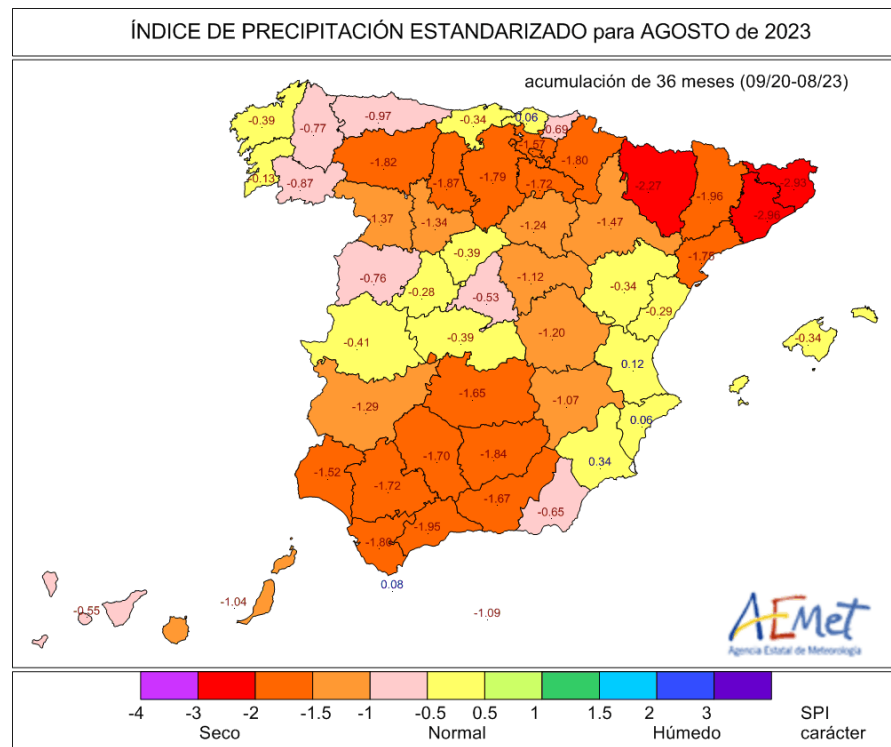 ÍNDICE DE PRECIPITACIÓN ESTANDARIZADO para AGOSTO de 2023
acumulación de 36 meses (09/20-08/23)
-0.39 -0.77 -0.97 -0.34 0.06 -0.69
-0.13 -0.87 -1.82 -1.87 -1.79 -1.57 -1.72 -1.80 -2.27 -1.96 -2.93
-2.96
-1.37 -1.34 -1.24 -1.47 -1.75
-0.76 -0.28 -0.39 -0.53 -1.12 -0.34 -0.29
-0.41 -0.39 -1.20 0.12 -0.34
-1.29 -1.65 -1.07 0.06
-1.52 -1.72 -1.70 -1.84 0.34
-1.80 -1.95 -1.67 -0.65
0.08
-0.55 -1.04 -1.09
AEMet
Agencia Estatal de Meteorología
-4 -3 -2 -1.5 -1 -0.5 0.5 1 1.5 2 3 SPI
Seco Normal Húmedo carácter